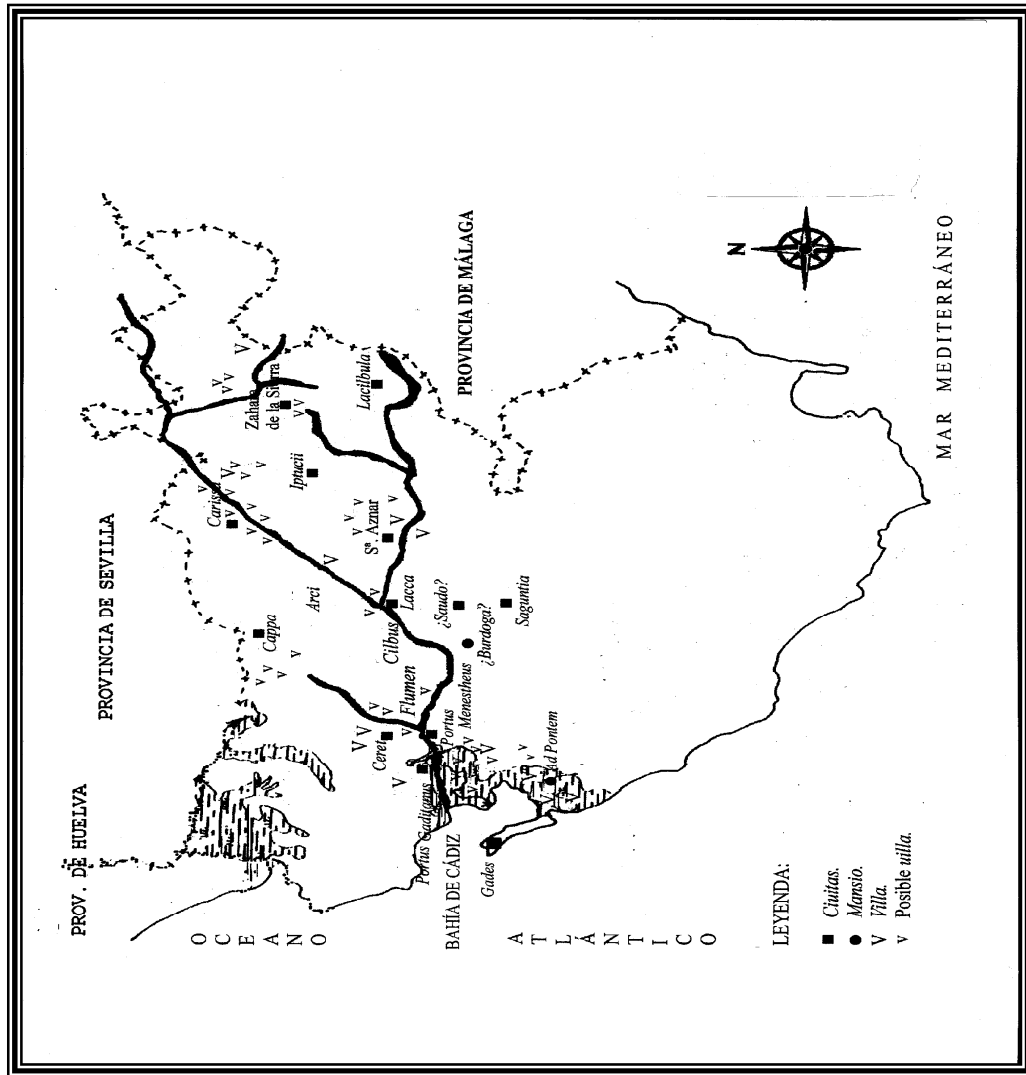 PROV. DE HUELVA
PROVINCIA DE SEVILLA
PROVINCIA DE MÁLAGA
Carissa
Zahara
de la Sierra
Lacilbula
Iptucii
Sª. Aznar
Cappa
Arci
Cilbus
Lacca
¿Saudo?
¿Burdoga?
Saguntia
Flumen
Ceret
Portus
Menestheus
Portus Gaditanus
Ad Pontem
Gades
BAHÍA DE CÁDIZ
OCEANO
ATLÁNTICO
N
MAR MEDITERRÁNEO
LEYENDA:
Ciuitas.
Mansio.
V Villa.
v Posible uilla.